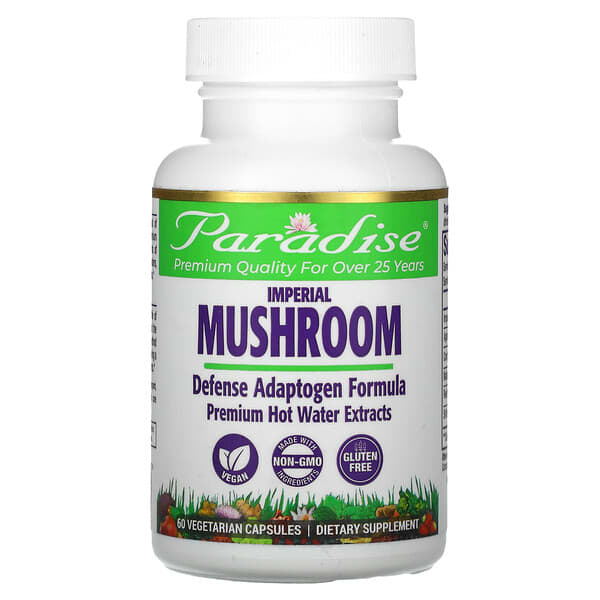 Paradise®
Premium Quality For Over 25 Years
IMPERIAL
MUSHROOM
Defense Adaptogen Formula
Premium Hot Water Extracts
VEGAN
MADE WITH
NON-GMO
INGREDIENTS
GLUTEN
FREE
60 VEGETARIAN CAPSULES | DIETARY SUPPLEMENT